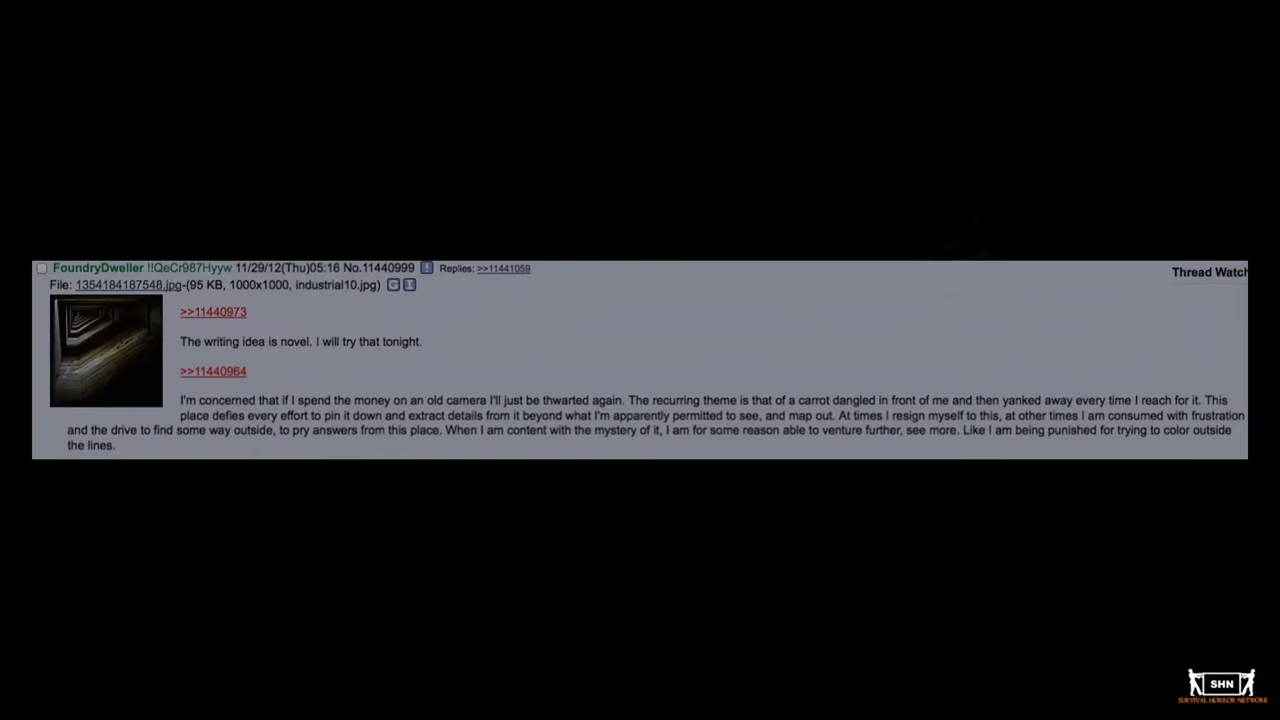 FoundryDweller !!QeCr987Hyyw 11/29/12(Thu)05:16 No.11440999 Replies: >>11441059
Thread Watch
File: 1354184187548.jpg-(95 KB, 1000x1000, industrial10.jpg)
>>11440973
The writing idea is novel. I will try that tonight.
>>11440964
I'm concerned that if I spend the money on an old camera I'll just be thwarted again. The recurring theme is that of a carrot dangled in front of me and then yanked away every time I reach for it. This
place defies every effort to pin it down and extract details from it beyond what I'm apparently permitted to see, and map out. At times I resign myself to this, at other times I am consumed with frustration
and the drive to find some way outside, to pry answers from this place. When I am content with the mystery of it, I am for some reason able to venture further, see more. Like I am being punished for trying to color outside
the lines.
SHN
SURVIVAL HORROR NETWORK